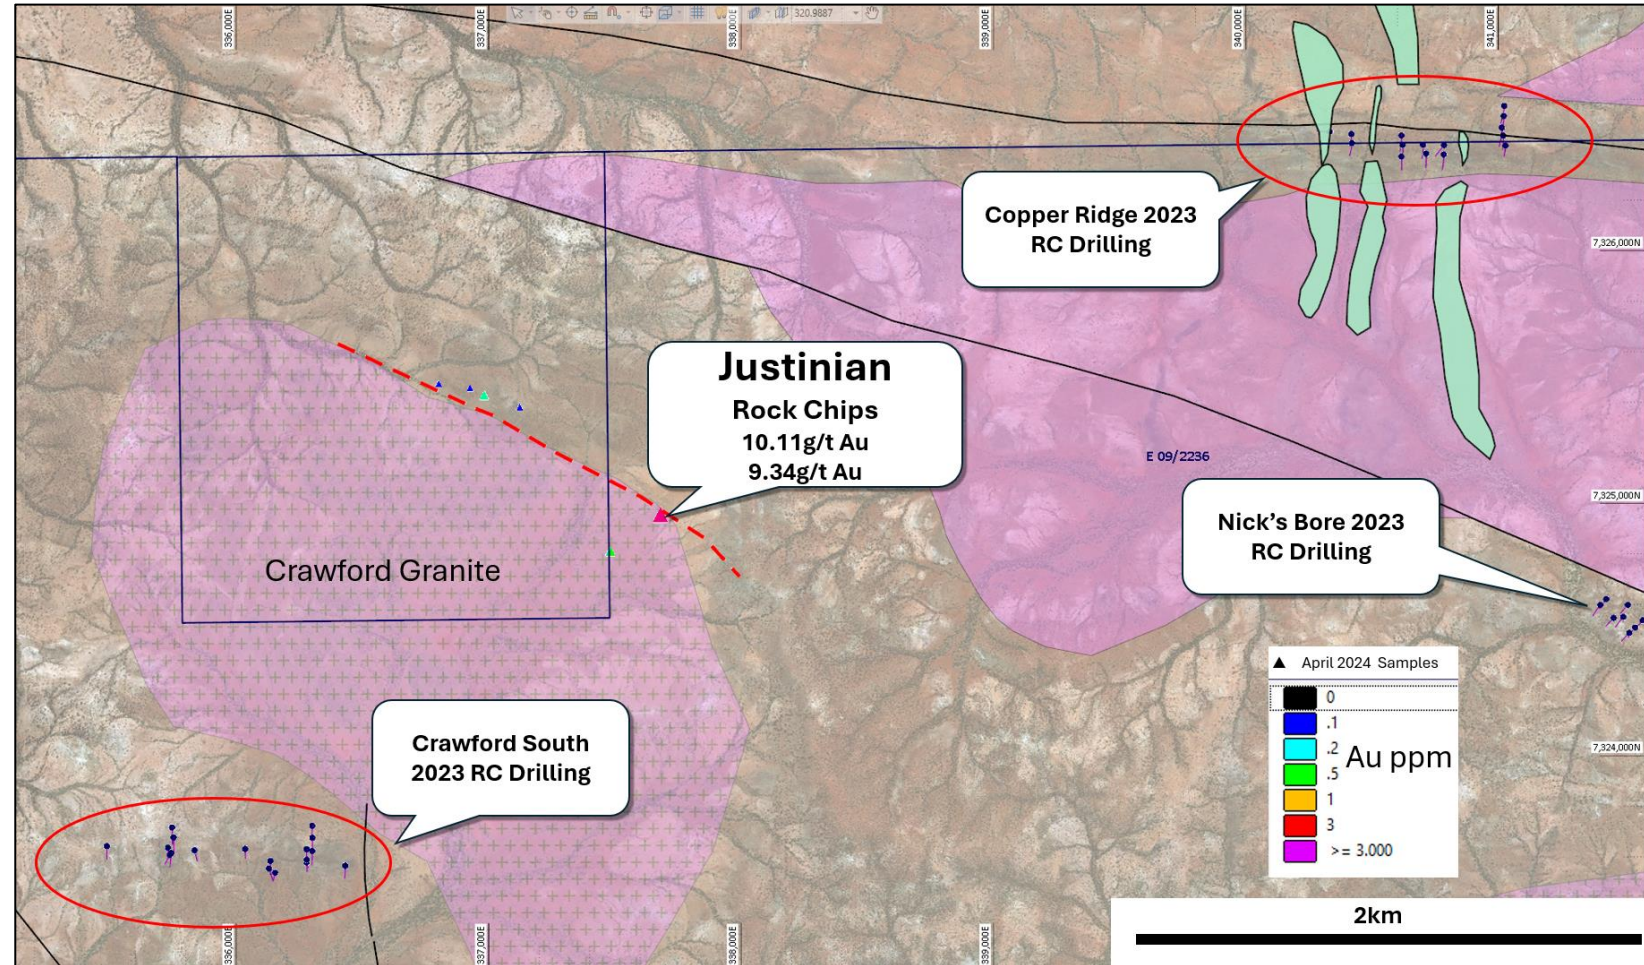 320.9887
336,000E
337,000E
338,000E
339,000E
340,000E
341,000E
Copper Ridge 2023
RC Drilling
7,326,000N
Justinian
Rock Chips
10.11g/t Au
9.34g/t Au
E 09/2236
7,325,000N
Nick's Bore 2023
RC Drilling
Crawford Granite
April 2024 Samples
0
.1
.2
.5
1
3
>= 3.000
Au ppm
7,324,000N
Crawford South
2023 RC Drilling
2km
336,000E
337,000E
338,000E
339,000E